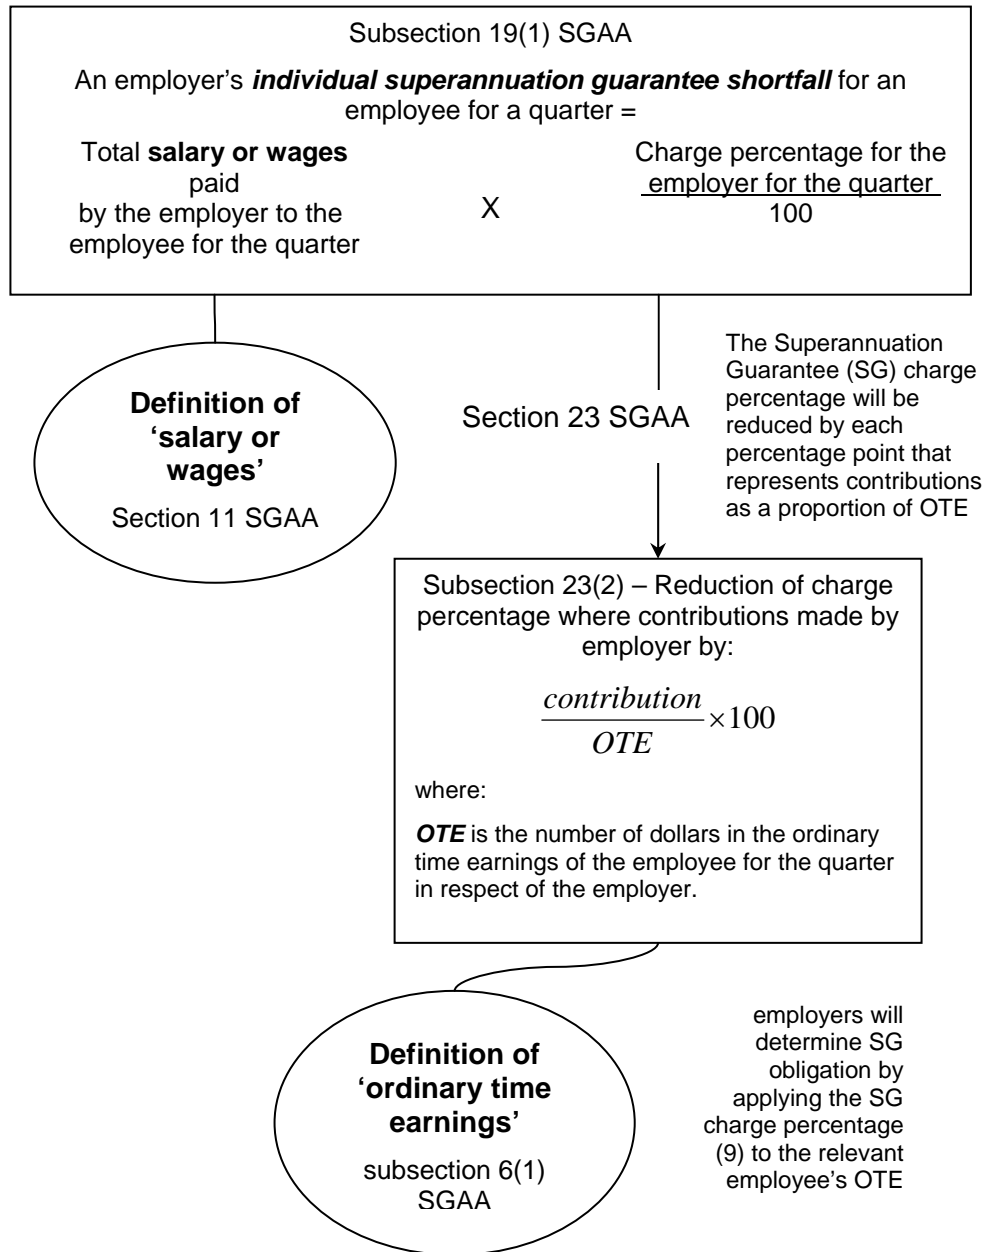 Subsection 19(1) SGAA
An employer's individual superannuation guarantee shortfall for an
employee for a quarter =
Total salary or wages
paid
by the employer to the
employee for the quarter
X
Charge percentage for the
employer for the quarter
100
Definition of
'salary or
wages'
Section 11 SGAA
Section 23 SGAA
The Superannuation
Guarantee (SG) charge
percentage will be
reduced by each
percentage point that
represents contributions
as a proportion of OTE
Subsection 23(2) – Reduction of charge
percentage where contributions made by
employer by:
contribution
OTE
×100
where:
OTE is the number of dollars in the ordinary
time earnings of the employee for the quarter
in respect of the employer.
Definition of
'ordinary time
earnings'
subsection 6(1)
SGAA
employers will
determine SG
obligation by
applying the SG
charge percentage
(9) to the relevant
employee's OTE